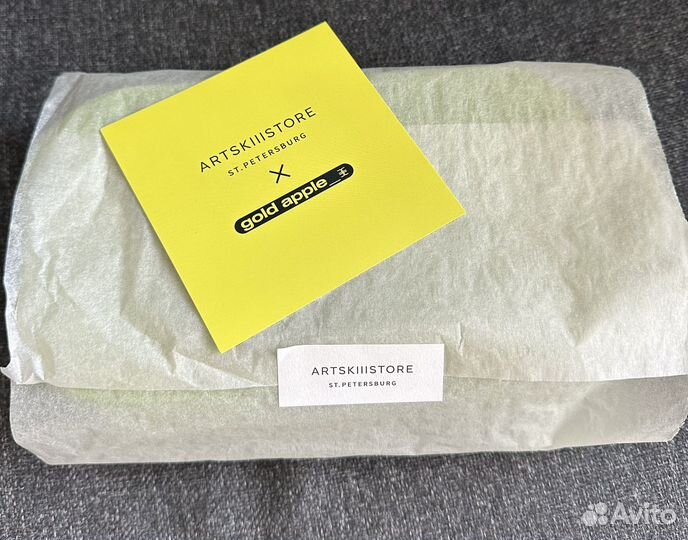 ARTSKIIISTORE
ST. PETERSBURG
X
gold apple
ARTSKIIISTORE
ST. PETERSBURG
Avito